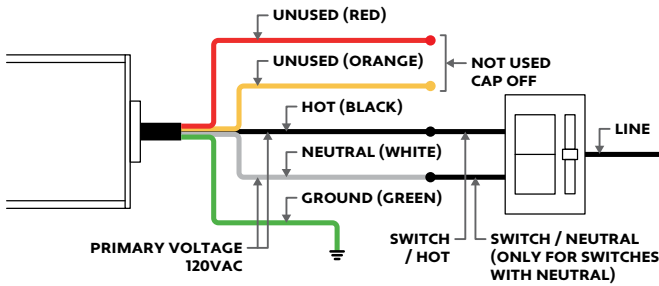 UNUSED (RED)
UNUSED (ORANGE)
NOT USED
CAP OFF
HOT (BLACK)
LINE
NEUTRAL (WHITE)
GROUND (GREEN)
PRIMARY VOLTAGE
120VAC
SWITCH
/ HOT
SWITCH / NEUTRAL
(ONLY FOR SWITCHES
WITH NEUTRAL)